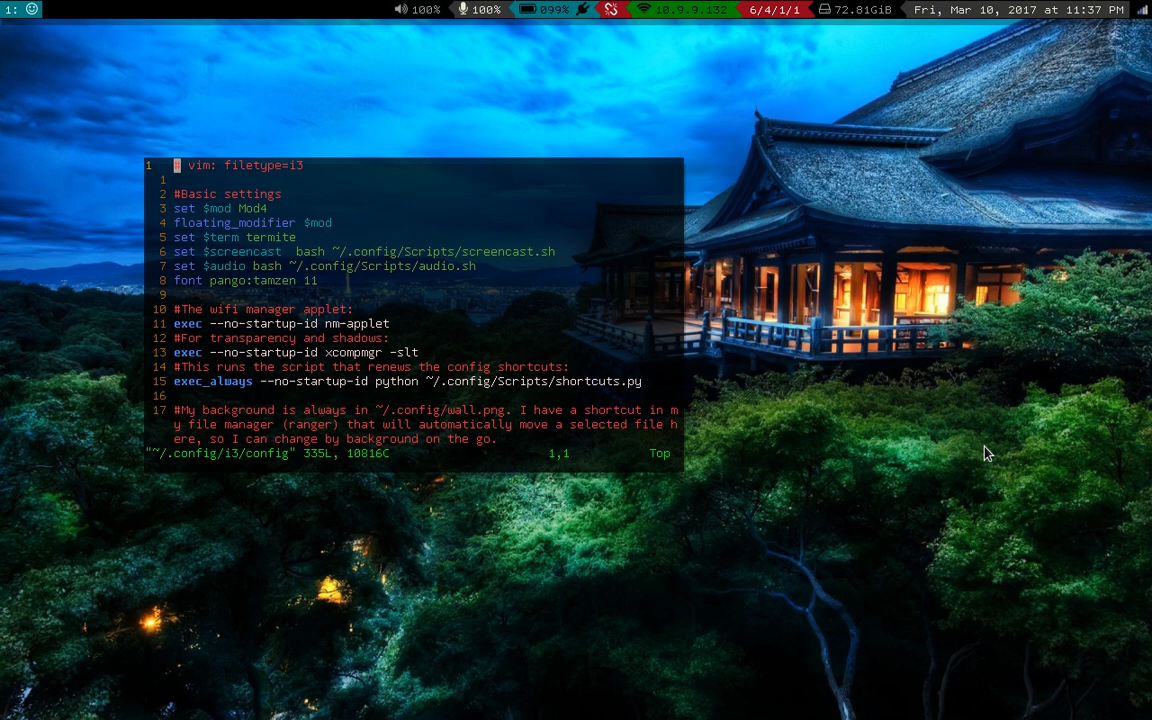 1:
100%
100%
099%
10.9.9.132
6/4/1/1
72.81GiB
Fri, Mar 10, 2017 at 11:37 PM
1 # vim: filetype=i3
1
2 #Basic settings
3 set $mod Mod4
4 floating_modifier $mod
5 set $term termite
6 set $screencast  bash ~/.config/Scripts/screencast.sh
7 set $audio bash ~/.config/Scripts/audio.sh
8 font pango:tamzen 11
9
10 #The wifi manager applet:
11 exec --no-startup-id nm-applet
12 #For transparency and shadows:
13 exec --no-startup-id xcompmgr -slt
14 #This runs the script that renews the config shortcuts:
15 exec_always --no-startup-id python ~/.config/Scripts/shortcuts.py
16
17 #My background is always in ~/.config/wall.png. I have a shortcut in m
y file manager (ranger) that will automatically move a selected file h
ere, so I can change by background on the go.
"~/.config/i3/config" 335L, 10816C 1,1 Top